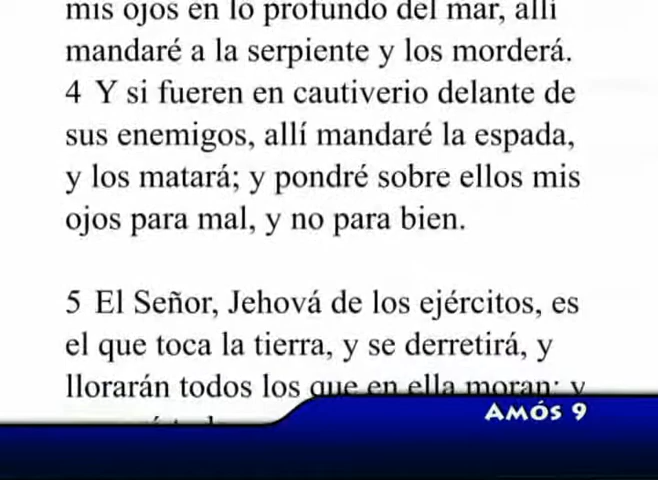 mis ojos en lo profundo del mar, allí
mandaré a la serpiente y los morderá.
4 Y si fueren en cautiverio delante de
sus enemigos, allí mandaré la espada,
y los matará; y pondré sobre ellos mis
ojos para mal, y no para bien.
5 El Señor, Jehová de los ejércitos, es
el que toca la tierra, y se derretirá, y
llorarán todos los que en ella moran; y
AMÓS 9